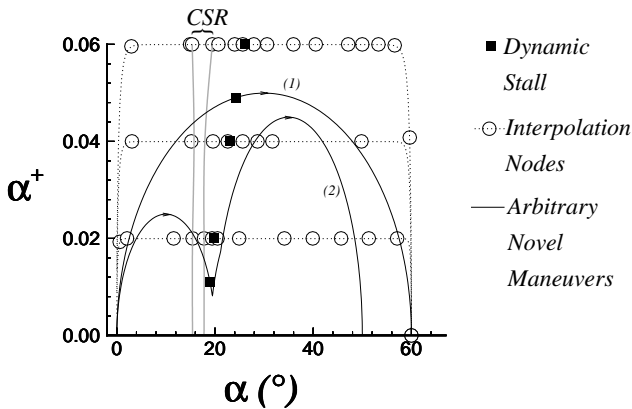 CSR
0.06
0.04
0.02
0.00
α⁺
0
20
40
60
α (°)
(1)
(2)
Dynamic
Stall
Interpolation
Nodes
Arbitrary
Novel
Maneuvers